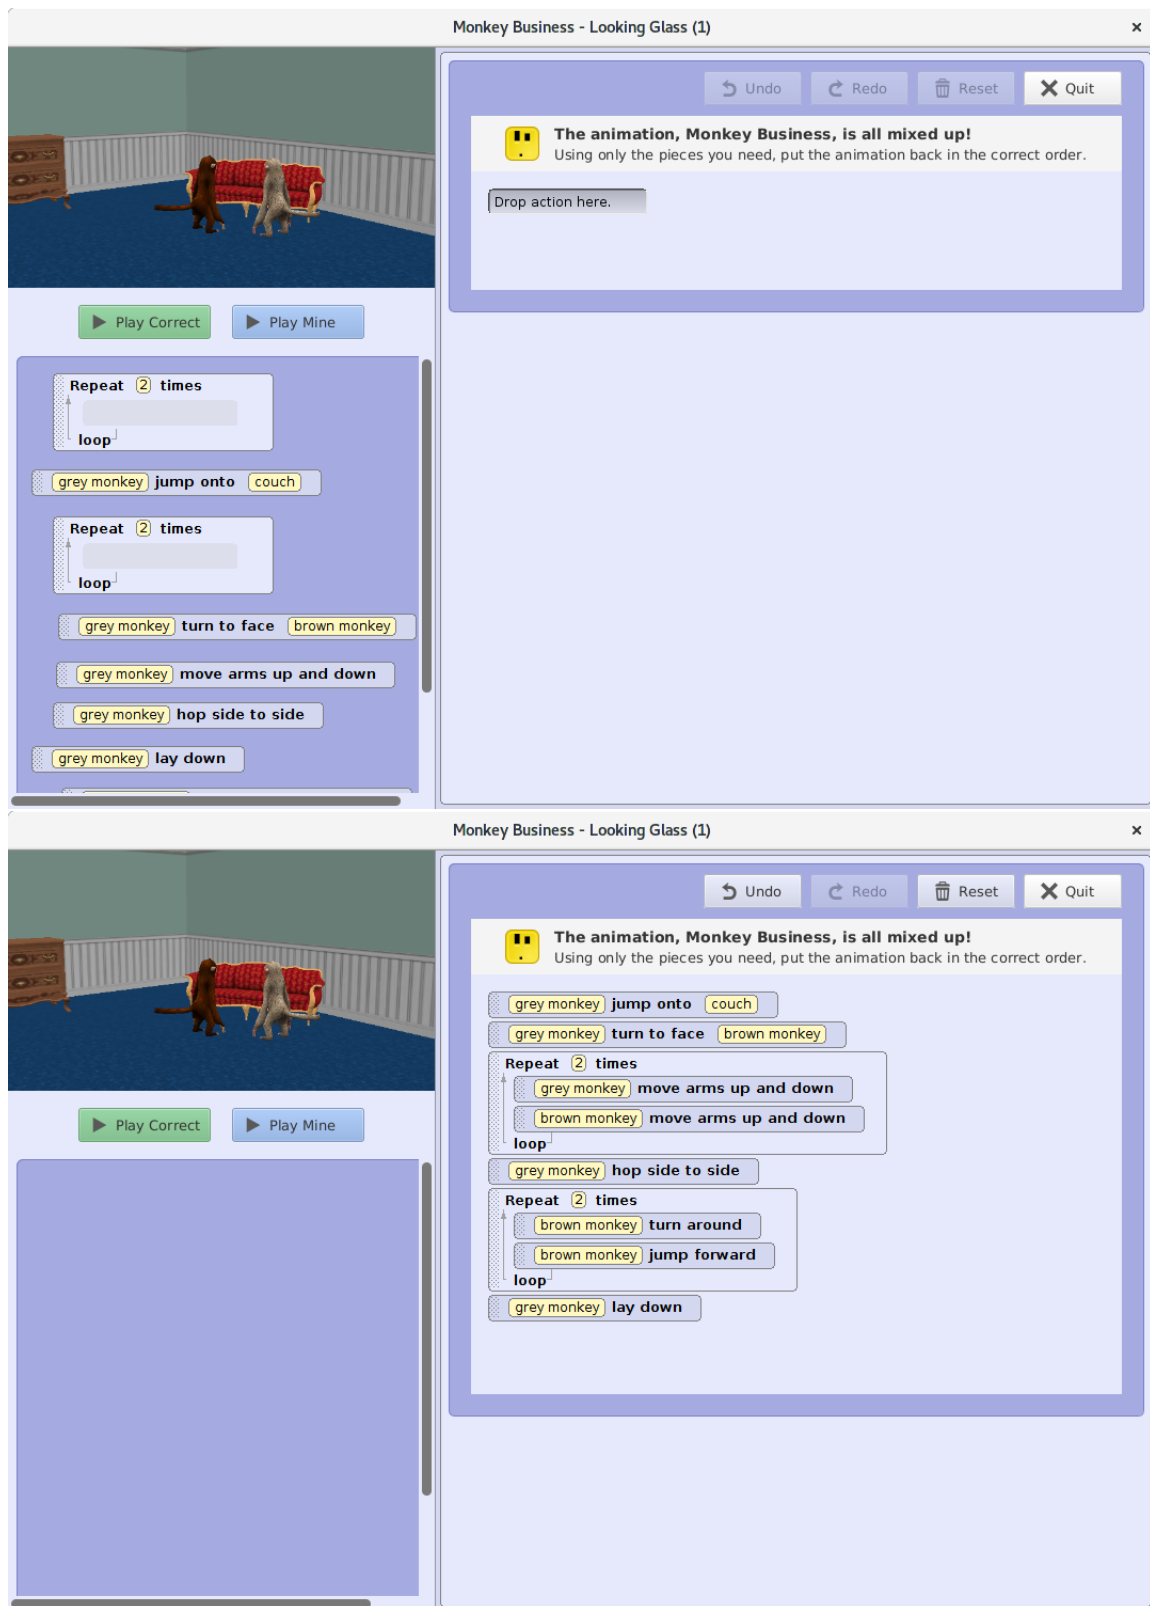 Monkey Business - Looking Glass (1)
Undo Redo Reset Quit
The animation, Monkey Business, is all mixed up!
Using only the pieces you need, put the animation back in the correct order.
Drop action here.
Play Correct Play Mine
Repeat 2 times
loop
grey monkey jump onto couch
Repeat 2 times
loop
grey monkey turn to face brown monkey
grey monkey move arms up and down
grey monkey hop side to side
grey monkey lay down
Monkey Business - Looking Glass (1)
Undo Redo Reset Quit
The animation, Monkey Business, is all mixed up!
Using only the pieces you need, put the animation back in the correct order.
Play Correct Play Mine
grey monkey jump onto couch
grey monkey turn to face brown monkey
Repeat 2 times
grey monkey move arms up and down
brown monkey move arms up and down
loop
grey monkey hop side to side
Repeat 2 times
brown monkey turn around
brown monkey jump forward
loop
grey monkey lay down